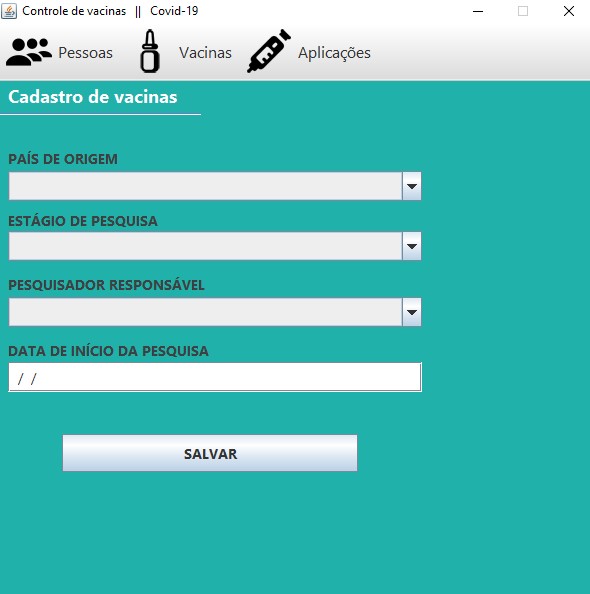 Controle de vacinas || Covid-19
Pessoas Vacinas Aplicações
Cadastro de vacinas
PAÍS DE ORIGEM
ESTÁGIO DE PESQUISA
PESQUISADOR RESPONSÁVEL
DATA DE INÍCIO DA PESQUISA
/ /
SALVAR